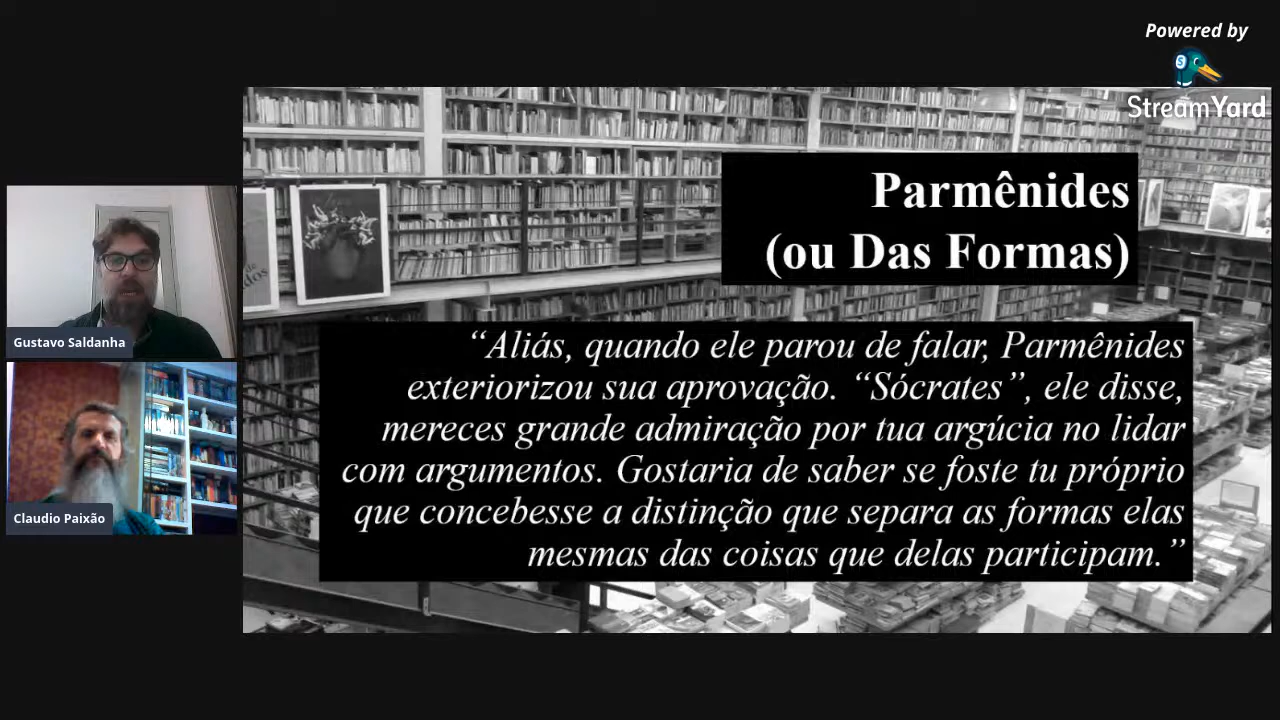 Powered by
StreamYard
Parmênides
(ou Das Formas)
“Aliás, quando ele parou de falar, Parmênides
exteriorizou sua aprovação. “Sócrates”, ele disse,
mereces grande admiração por tua argúcia no lidar
com argumentos. Gostaria de saber se foste tu próprio
que concebesse a distinção que separa as formas elas
mesmas das coisas que delas participam.”
Gustavo Saldanha
Claudio Paixão